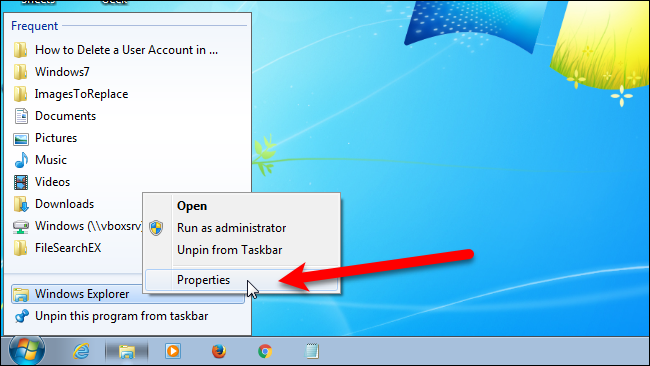 Frequent
How to Delete a User Account in ...
Windows7
ImagesToReplace
Documents
Pictures
Music
Videos
Downloads
Windows (\\vboxsrv)
FileSearchEX
Open
Run as administrator
Unpin from Taskbar
Properties
Windows Explorer
Unpin this program from taskbar